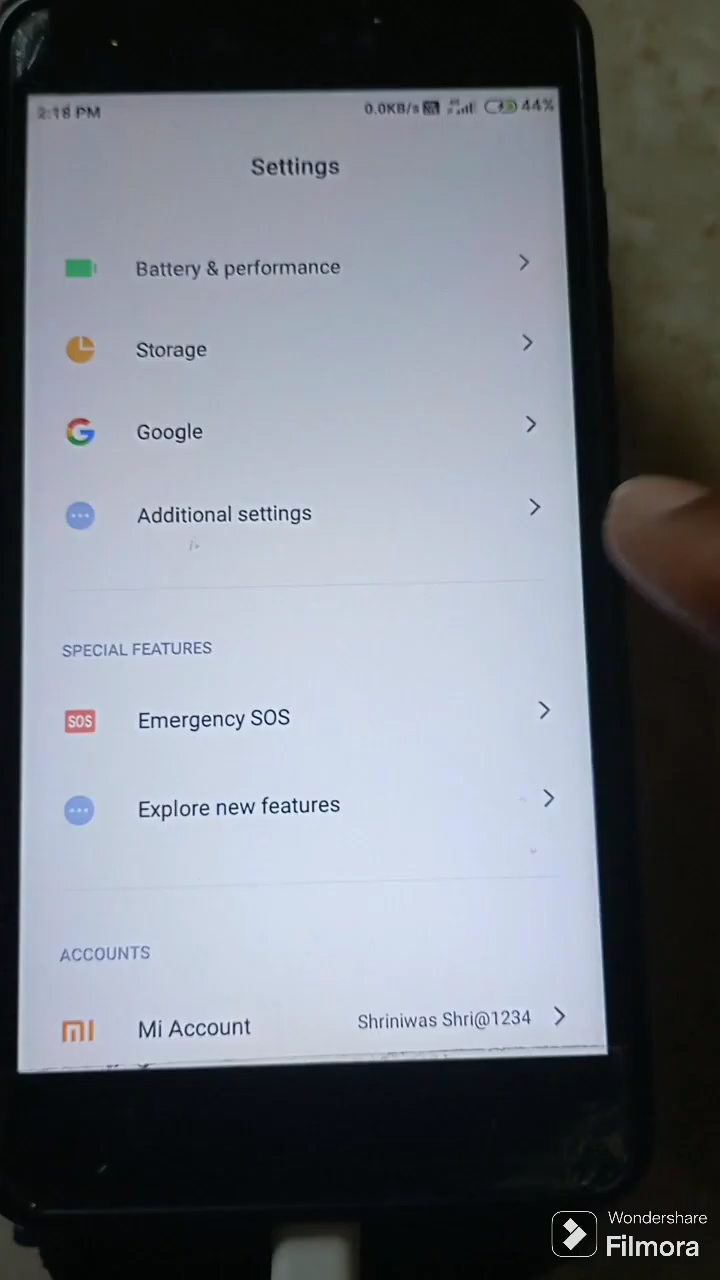 2:18 PM 0.0KB/s 44%
Settings
Battery & performance
Storage
Google
Additional settings
SPECIAL FEATURES
SOS Emergency SOS
Explore new features
ACCOUNTS
Mi Account Shriniwas Shri@1234
Wondershare
Filmora